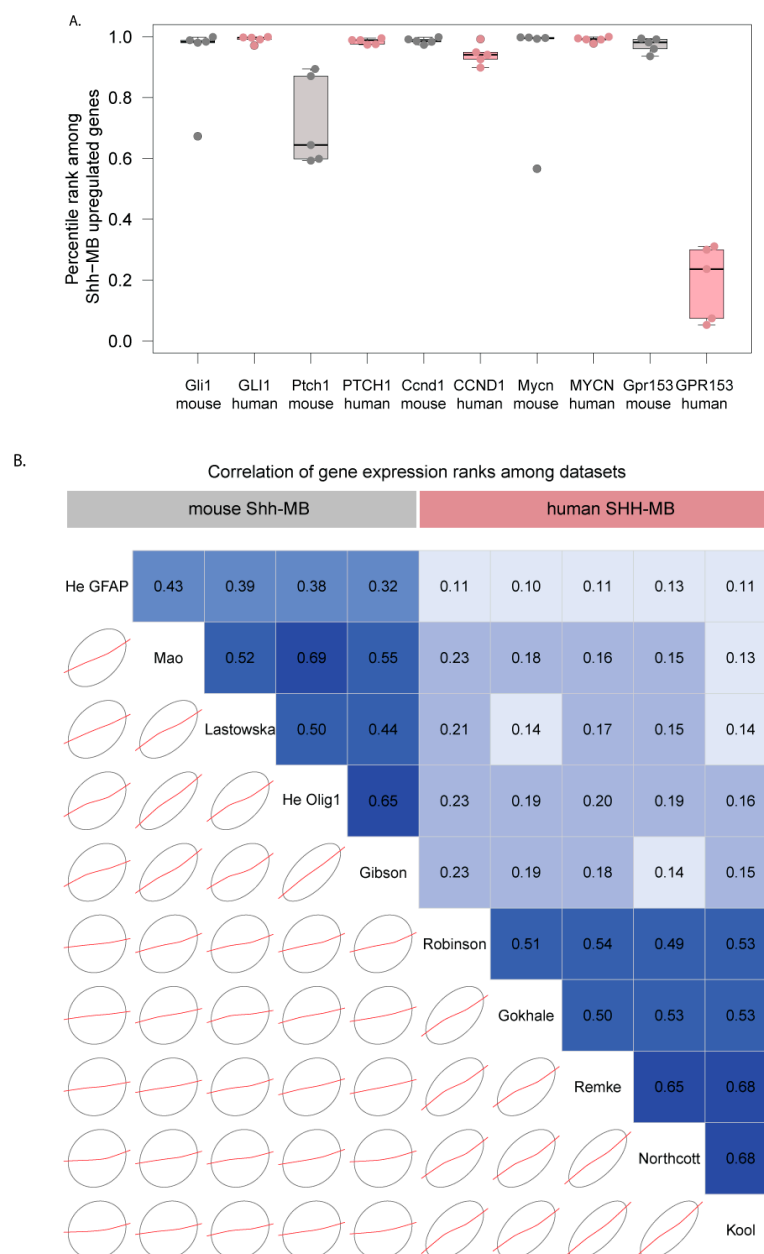 A.
Percentile rank among
Shh−MB upregulated genes
1.0
0.8
0.6
0.4
0.2
0.0
Gli1 GLI1 Ptch1 PTCH1 Ccnd1 CCND1 Mycn MYCN Gpr153 GPR153
mouse human mouse human mouse human mouse human mouse human
B.
Correlation of gene expression ranks among datasets
mouse Shh-MB human SHH-MB
He GFAP 0.43 0.39 0.38 0.32 0.11 0.10 0.11 0.13 0.11
Mao 0.52 0.69 0.55 0.23 0.18 0.16 0.15 0.13
Lastowska 0.50 0.44 0.21 0.14 0.17 0.15 0.14
He Olig1 0.65 0.23 0.19 0.20 0.19 0.16
Gibson 0.23 0.19 0.18 0.14 0.15
Robinson 0.51 0.54 0.49 0.53
Gokhale 0.50 0.53 0.53
Remke 0.65 0.68
Northcott 0.68
Kool